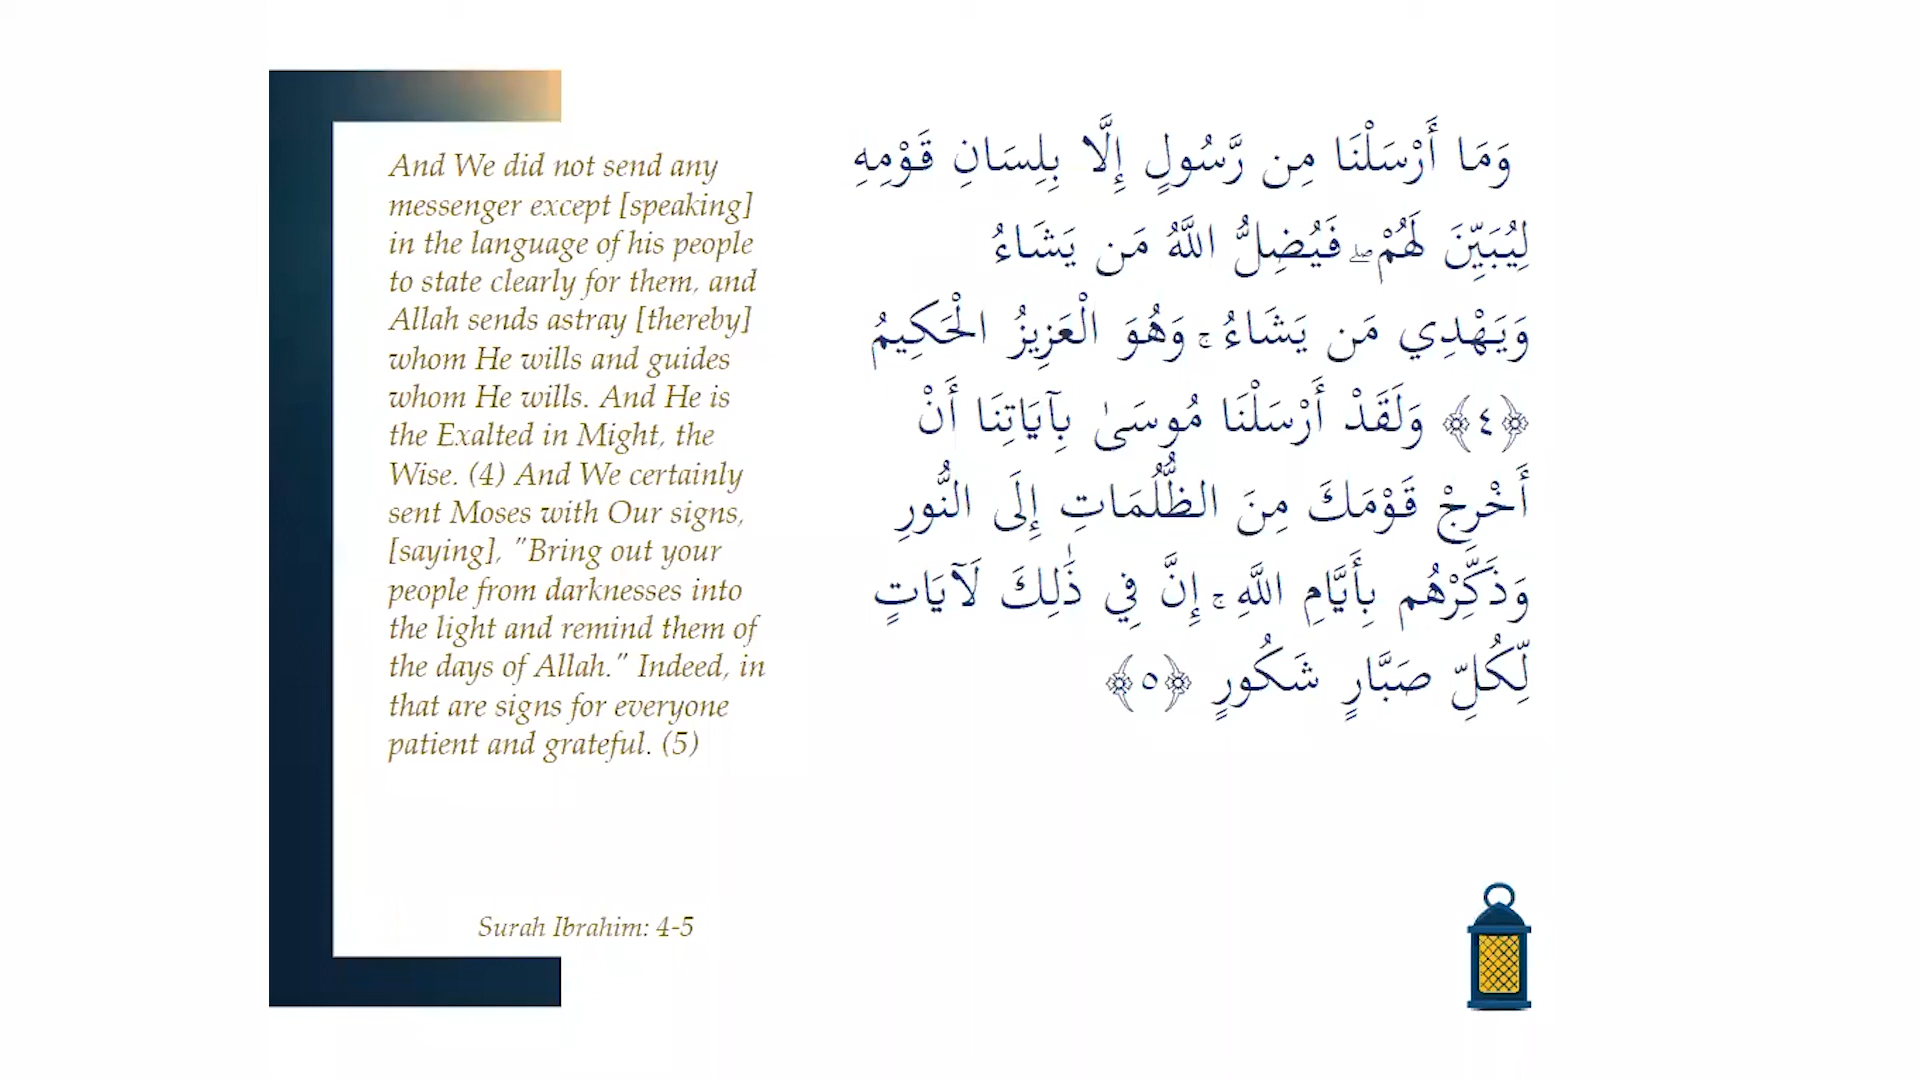 And We did not send any
messenger except [speaking]
in the language of his people
to state clearly for them, and
Allah sends astray [thereby]
whom He wills and guides
whom He wills. And He is
the Exalted in Might, the
Wise. (4) And We certainly
sent Moses with Our signs,
[saying], "Bring out your
people from darknesses into
the light and remind them of
the days of Allah." Indeed, in
that are signs for everyone
patient and grateful. (5)
Surah Ibrahim: 4-5
وَمَا أَرْسَلْنَا مِن رَّسُولٍ إِلَّا بِلِسَانِ قَوْمِهِ
لِيُبَيِّنَ لَهُمْ ۖ فَيُضِلُّ اللَّهُ مَن يَشَاءُ
وَيَهْدِي مَن يَشَاءُ ۚ وَهُوَ الْعَزِيزُ الْحَكِيمُ
﴿٤﴾ وَلَقَدْ أَرْسَلْنَا مُوسَىٰ بِآيَاتِنَا أَنْ
أَخْرِجْ قَوْمَكَ مِنَ الظُّلُمَاتِ إِلَى النُّورِ
وَذَكِّرْهُم بِأَيَّامِ اللَّهِ ۚ إِنَّ فِي ذَٰلِكَ لَآيَاتٍ
لِّكُلِّ صَبَّارٍ شَكُورٍ ﴿٥﴾